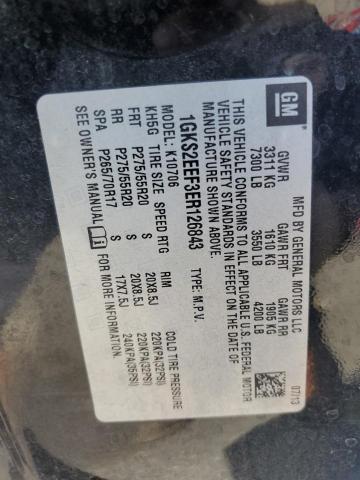 GM
MFD BY GENERAL MOTORS LLC
07/13
GVWR GAWR FRT GAWR RR
3311 KG 1610 KG 1905 KG
7300 LB 3550 LB 4200 LB
THIS VEHICLE CONFORMS TO ALL APPLICABLE U.S. FEDERAL MOTOR
VEHICLE SAFETY STANDARDS IN EFFECT ON THE DATE OF
MANUFACTURE SHOWN ABOVE.
1GKS2EEF3ER126843 TYPE: M.P.V.
MODEL: K10706
KH5G TIRE SIZE SPEED RTG RIM COLD TIRE PRESSURE
FRT P275/55R20 S 20X8.5J 220KPA(32PSI)
RR P275/55R20 S 20X8.5J 220KPA(32PSI)
SPA P265/70R17 S 17X7.5J 240KPA(35PSI)
SEE OWNER'S MANUAL i FOR MORE INFORMATION.